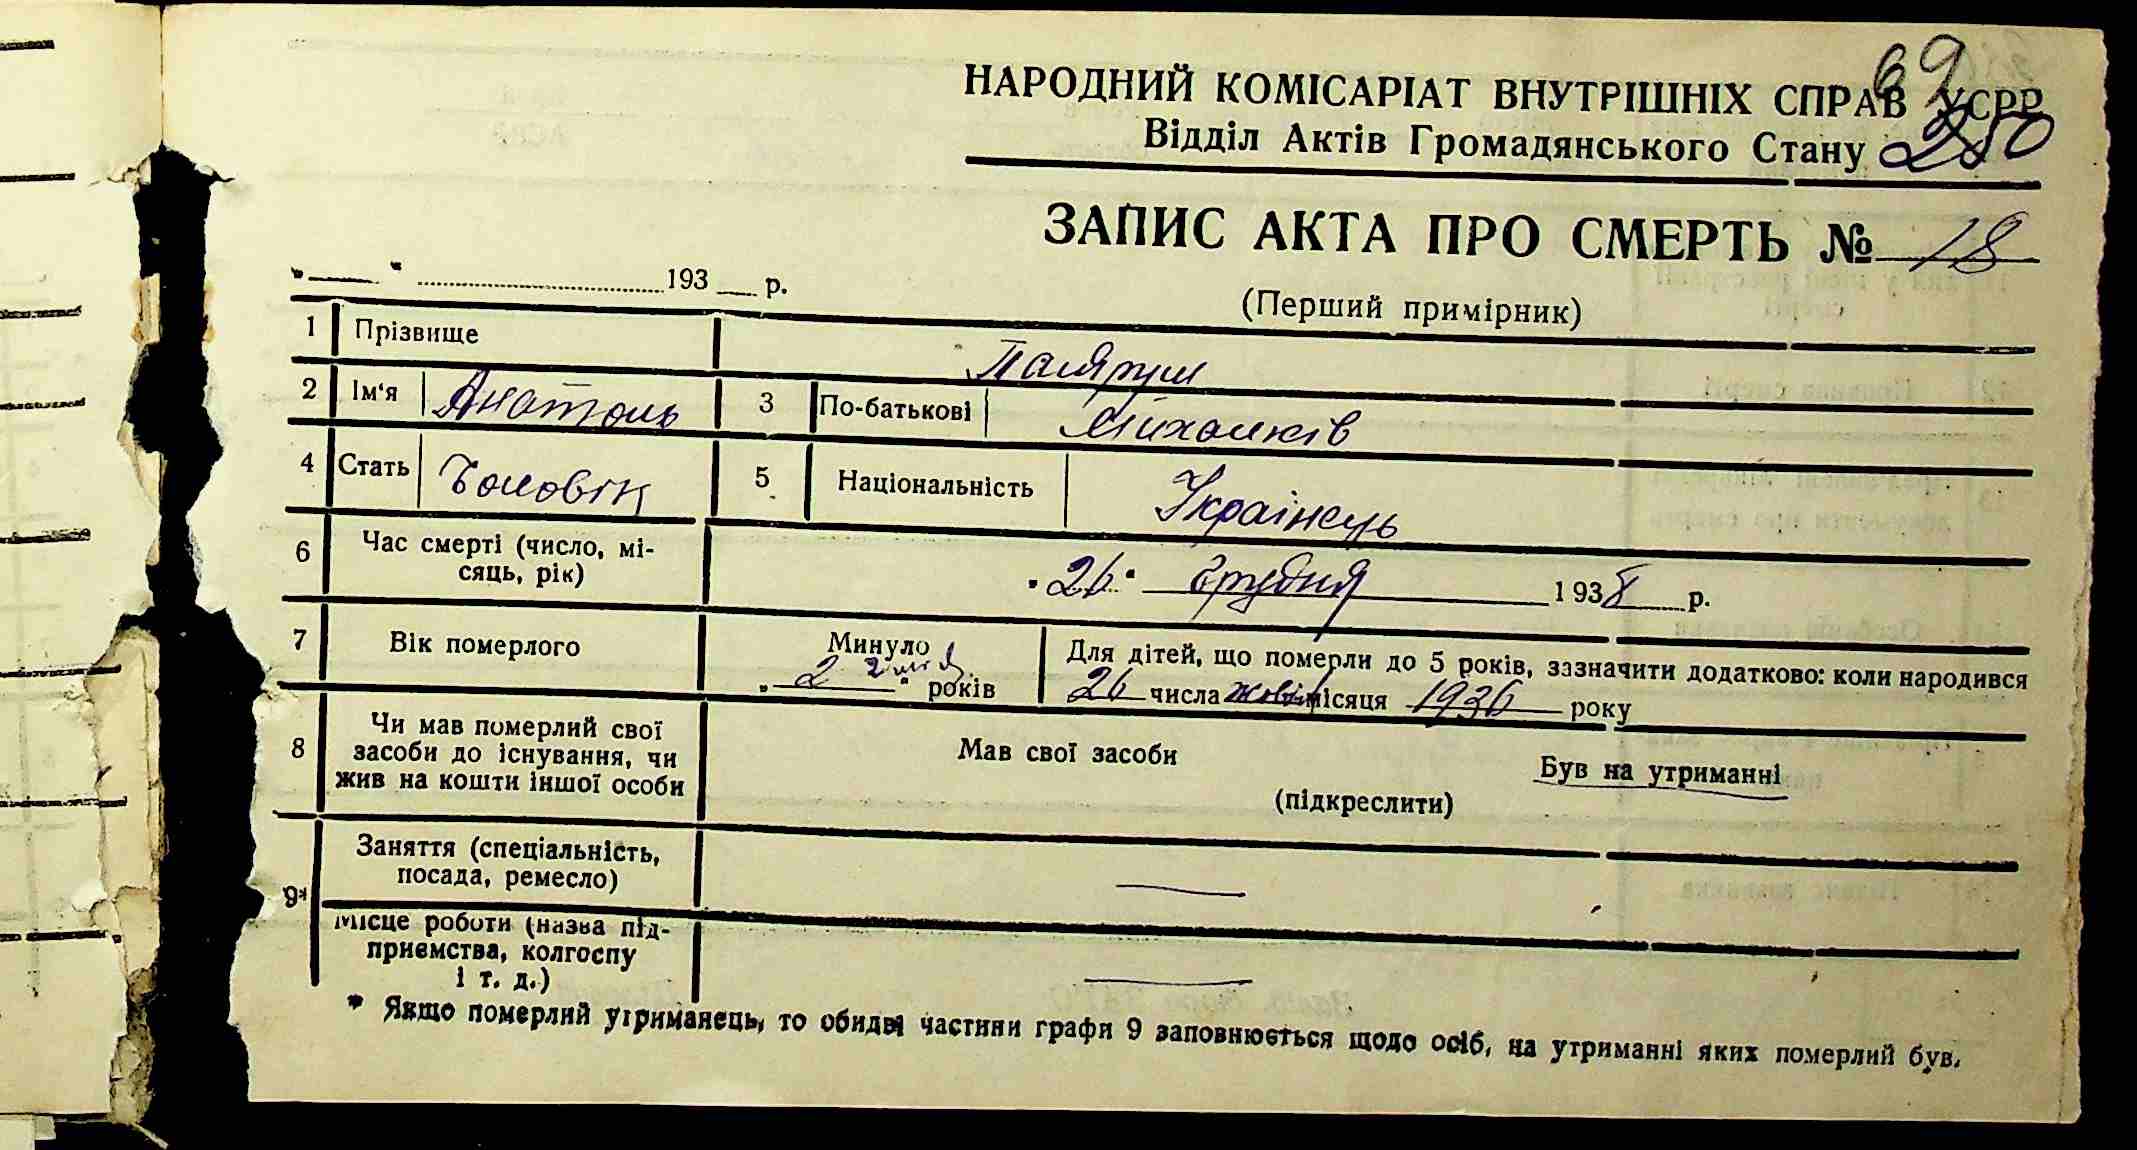 69
НАРОДНИЙ КОМІСАРІАТ ВНУТРІШНІХ СПРАВ УСРР
Відділ Актів Громадянського Стану 250
ЗАПИС АКТА ПРО СМЕРТЬ № 18
(Перший примірник)
„ “ 193 р.
1 Прізвище
2 Ім‘я Анатоль 3 По-батькові
4 Стать Чоловік 5 Національність Українець
6 Час смерті (число, мі-
сяць, рік) „26“ грудня 1938 р.
7 Вік померлого Минуло „2“ років
Для дітей, що померли до 5 років, зазначити додатково: коли народився
26 числа місяця 1936 року
8 Чи мав померлий свої
засоби до існування, чи
жив на кошти іншої особи
Мав свої засоби Був на утриманні
(підкреслити)
9* Заняття (спеціальність,
посада, ремесло) —
Місце роботи (назва під-
приємства, колгоспу
і т. д.) —
* Якщо померлий утриманець, то обидві частини графи 9 заповнюється щодо осіб, на утриманні яких померлий був.